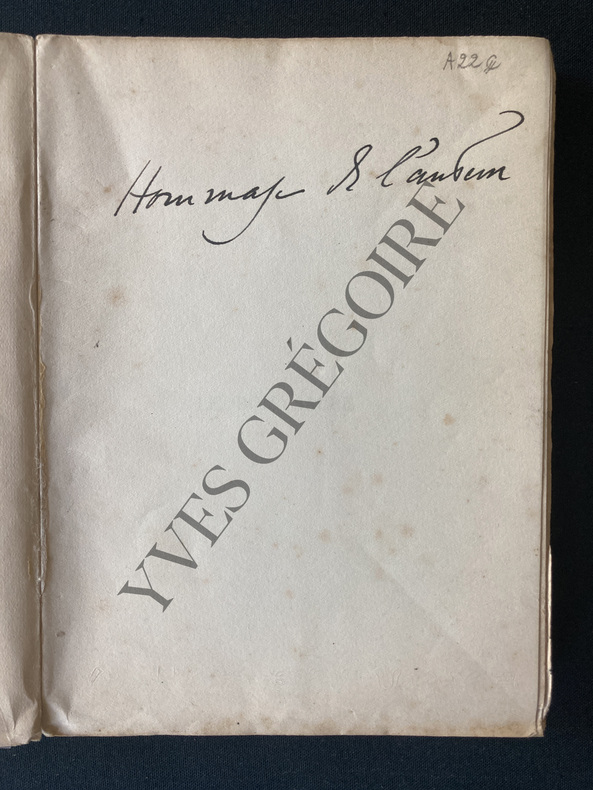 A22
Hommage de l'auteur
YVES GRÉGOIRE